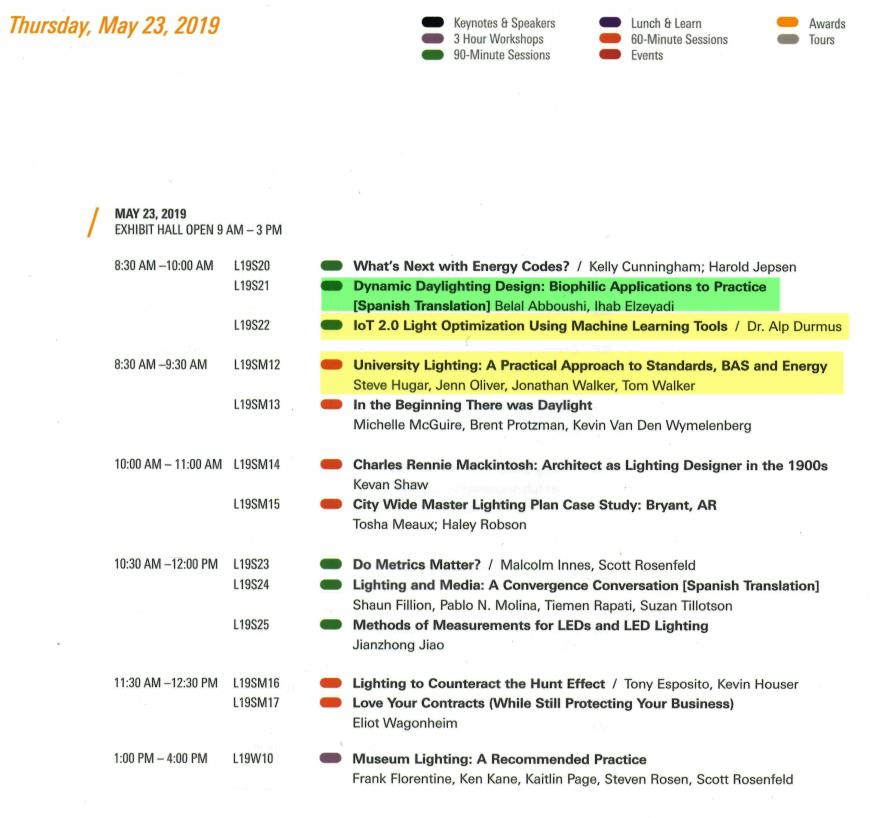 Thursday, May 23, 2019
Keynotes & Speakers
3 Hour Workshops
90-Minute Sessions
Lunch & Learn
60-Minute Sessions
Events
Awards
Tours
MAY 23, 2019
EXHIBIT HALL OPEN 9 AM – 3 PM
8:30 AM –10:00 AM L19S20 What's Next with Energy Codes? / Kelly Cunningham; Harold Jepsen
L19S21 Dynamic Daylighting Design: Biophilic Applications to Practice
[Spanish Translation] Belal Abboushi, Ihab Elzeyadi
L19S22 IoT 2.0 Light Optimization Using Machine Learning Tools / Dr. Alp Durmus
8:30 AM –9:30 AM L19SM12 University Lighting: A Practical Approach to Standards, BAS and Energy
Steve Hugar, Jenn Oliver, Jonathan Walker, Tom Walker
L19SM13 In the Beginning There was Daylight
Michelle McGuire, Brent Protzman, Kevin Van Den Wymelenberg
10:00 AM – 11:00 AM L19SM14 Charles Rennie Mackintosh: Architect as Lighting Designer in the 1900s
Kevan Shaw
L19SM15 City Wide Master Lighting Plan Case Study: Bryant, AR
Tosha Meaux; Haley Robson
10:30 AM –12:00 PM L19S23 Do Metrics Matter? / Malcolm Innes, Scott Rosenfeld
L19S24 Lighting and Media: A Convergence Conversation [Spanish Translation]
Shaun Fillion, Pablo N. Molina, Tiemen Rapati, Suzan Tillotson
L19S25 Methods of Measurements for LEDs and LED Lighting
Jianzhong Jiao
11:30 AM –12:30 PM L19SM16 Lighting to Counteract the Hunt Effect / Tony Esposito, Kevin Houser
L19SM17 Love Your Contracts (While Still Protecting Your Business)
Eliot Wagonheim
1:00 PM – 4:00 PM L19W10 Museum Lighting: A Recommended Practice
Frank Florentine, Ken Kane, Kaitlin Page, Steven Rosen, Scott Rosenfeld